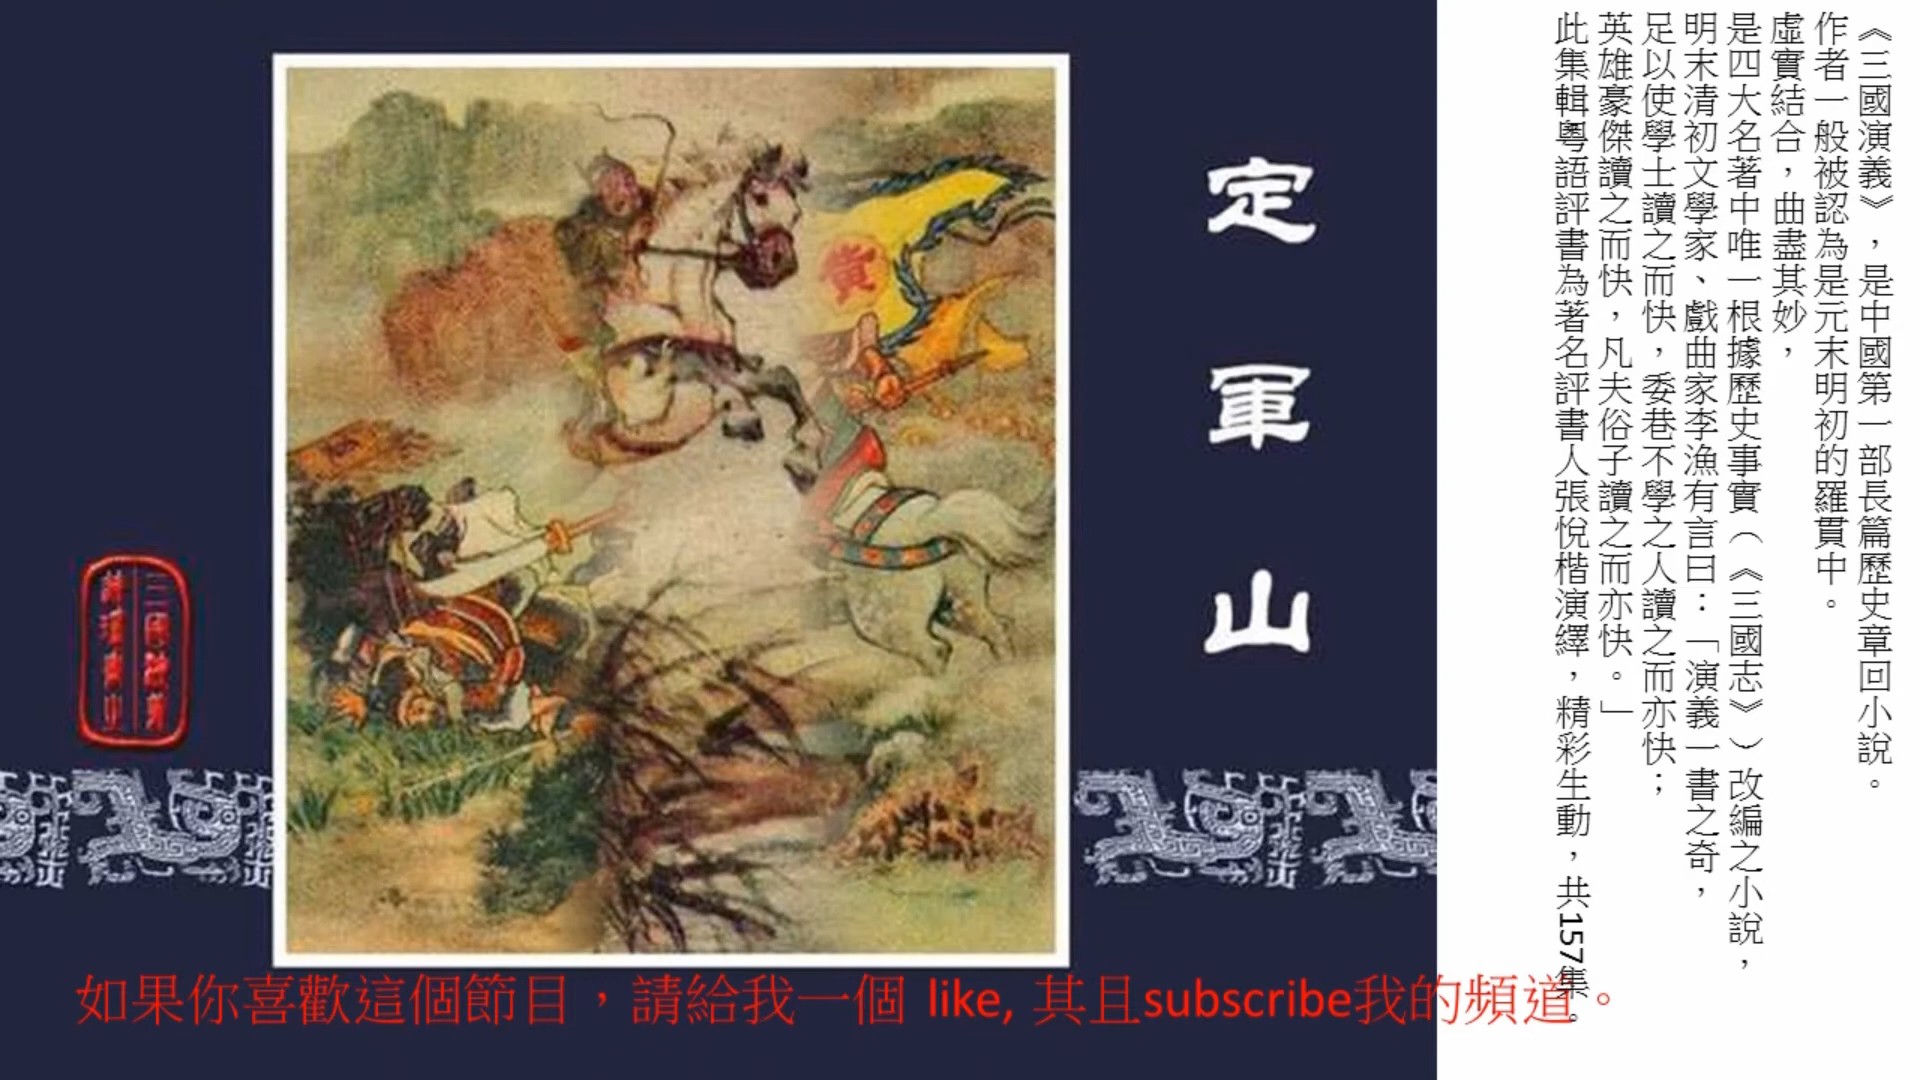 《三國演義》，是中國第一部長篇歷史章回小說。
作者一般被認為是元末明初的羅貫中。
虛實結合，曲盡其妙，
是四大名著中唯一根據歷史事實（《三國志》）改編之小說，
明末清初文學家、戲曲家李漁有言曰：「演義一書之奇，
足以使學士讀之而快，委巷不學之人讀之而亦快；
英雄豪傑讀之而快，凡夫俗子讀之而亦快。」
此集輯粵語評書為著名評書人張悅楷演繹，精彩生動，共157集。
定軍山
黃
如果你喜歡這個節目，請給我一個 like, 其且subscribe我的頻道。